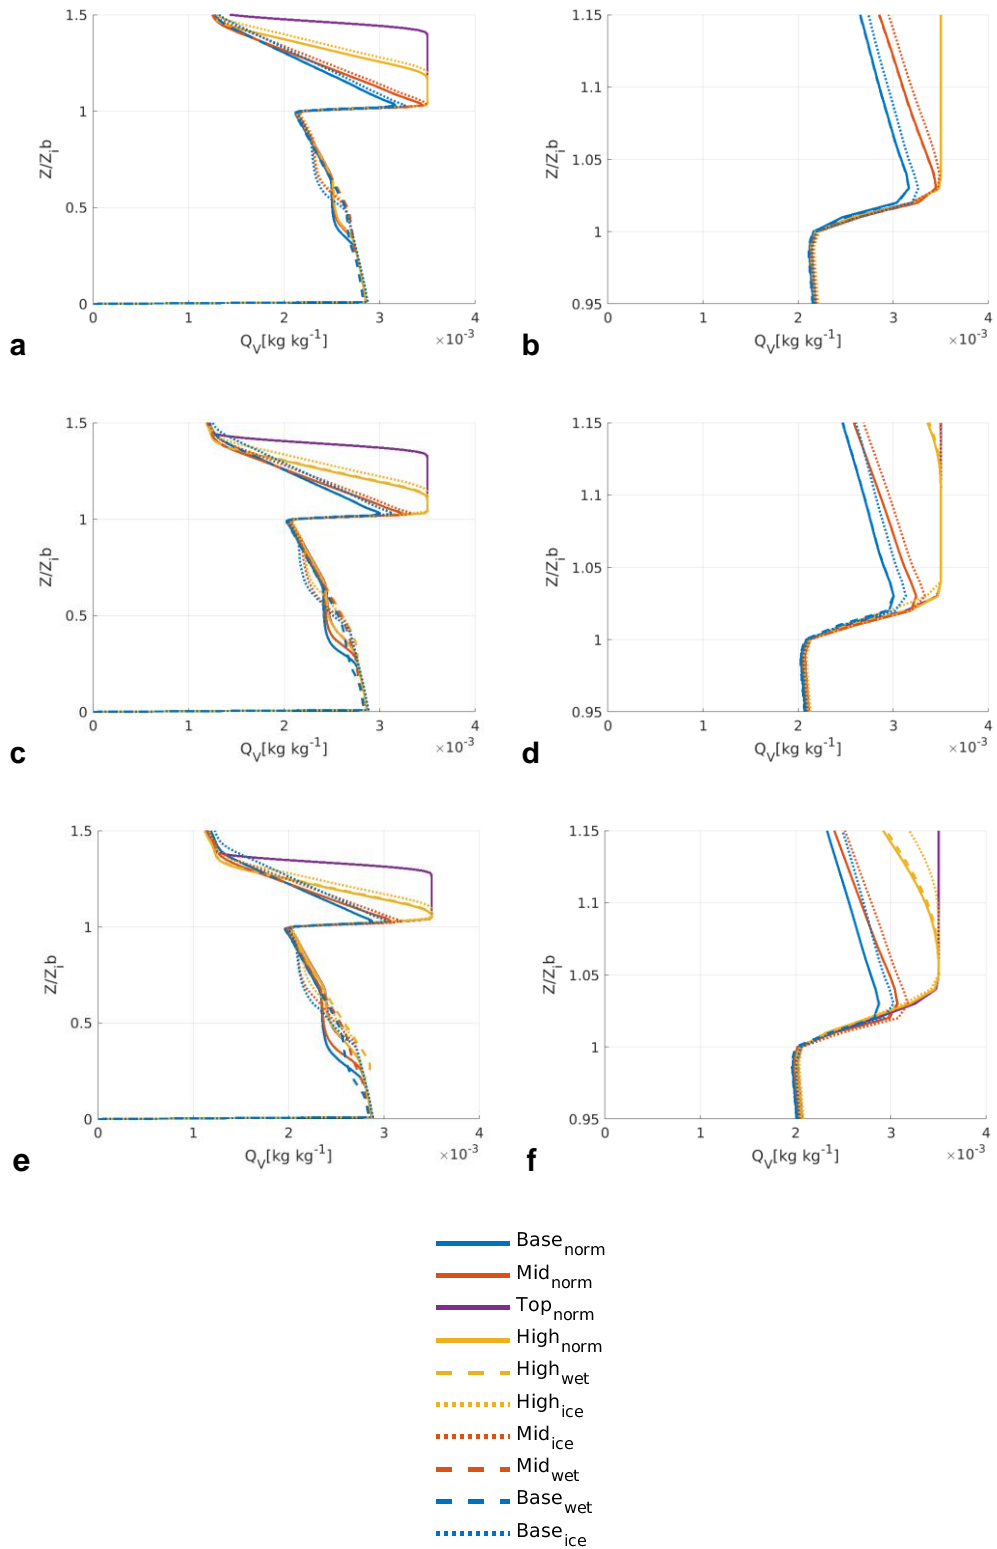 1.5
1
0.5
0
Z/Z_i b
0 1 2 3 4
Q_V[kg kg^-1] ×10^-3
a
1.15
1.1
1.05
1
0.95
Z/Z_i b
0 1 2 3 4
Q_V[kg kg^-1] ×10^-3
b
1.5
1
0.5
0
Z/Z_i b
0 1 2 3 4
Q_V[kg kg^-1] ×10^-3
c
1.15
1.1
1.05
1
0.95
Z/Z_i b
0 1 2 3 4
Q_V[kg kg^-1] ×10^-3
d
1.5
1
0.5
0
Z/Z_i b
0 1 2 3 4
Q_V[kg kg^-1] ×10^-3
e
1.15
1.1
1.05
1
0.95
Z/Z_i b
0 1 2 3 4
Q_V[kg kg^-1] ×10^-3
f
Base_norm
Mid_norm
Top_norm
High_norm
High_wet
High_ice
Mid_ice
Mid_wet
Base_wet
Base_ice